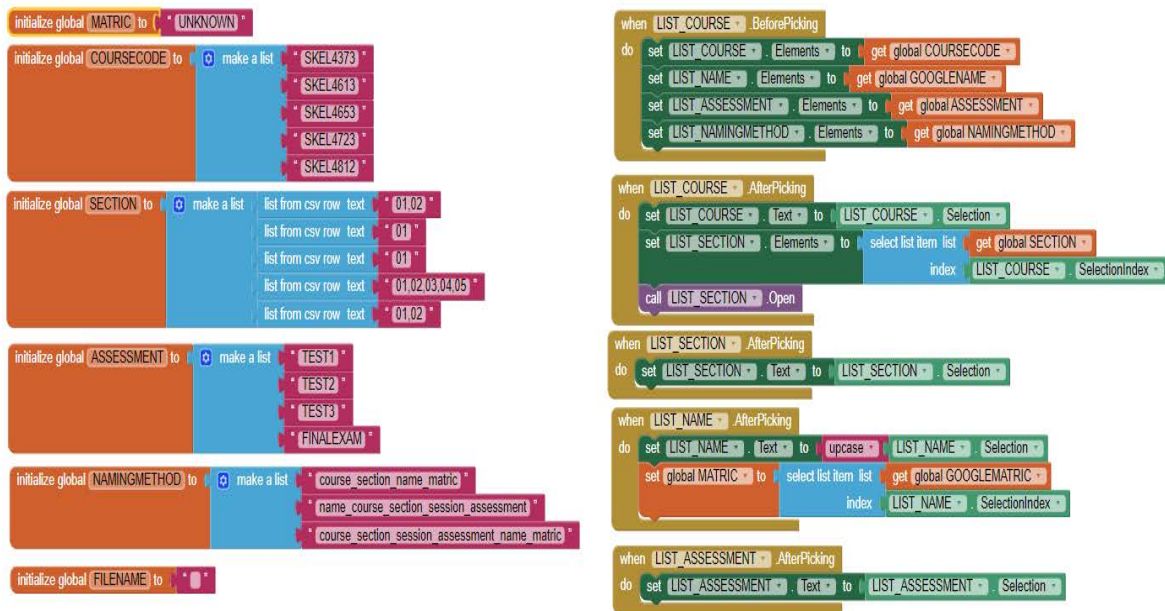 initialize global MATRIC to " UNKNOWN "
initialize global COURSECODE to make a list " SKEL4373 "
" SKEL4613 "
" SKEL4653 "
" SKEL4723 "
" SKEL4812 "
initialize global SECTION to make a list list from csv row text " 01,02 "
list from csv row text " 01 "
list from csv row text " 01 "
list from csv row text " 01,02,03,04,05 "
list from csv row text " 01,02 "
initialize global ASSESSMENT to make a list " TEST1 "
" TEST2 "
" TEST3 "
" FINALEXAM "
initialize global NAMINGMETHOD to make a list " course_section_name_matric "
" name_course_section_session_assessment "
" course_section_session_assessment_name_matric "
initialize global FILENAME to " "
when LIST_COURSE .BeforePicking
do set LIST_COURSE . Elements to get global COURSECODE
set LIST_NAME . Elements to get global GOOGLENAME
set LIST_ASSESSMENT . Elements to get global ASSESSMENT
set LIST_NAMINGMETHOD . Elements to get global NAMINGMETHOD
when LIST_COURSE .AfterPicking
do set LIST_COURSE . Text to LIST_COURSE . Selection
set LIST_SECTION . Elements to select list item list get global SECTION
index LIST_COURSE . SelectionIndex
call LIST_SECTION .Open
when LIST_SECTION .AfterPicking
do set LIST_SECTION . Text to LIST_SECTION . Selection
when LIST_NAME .AfterPicking
do set LIST_NAME . Text to upcase LIST_NAME . Selection
set global MATRIC to select list item list get global GOOGLEMATRIC
index LIST_NAME . SelectionIndex
when LIST_ASSESSMENT .AfterPicking
do set LIST_ASSESSMENT . Text to LIST_ASSESSMENT . Selection